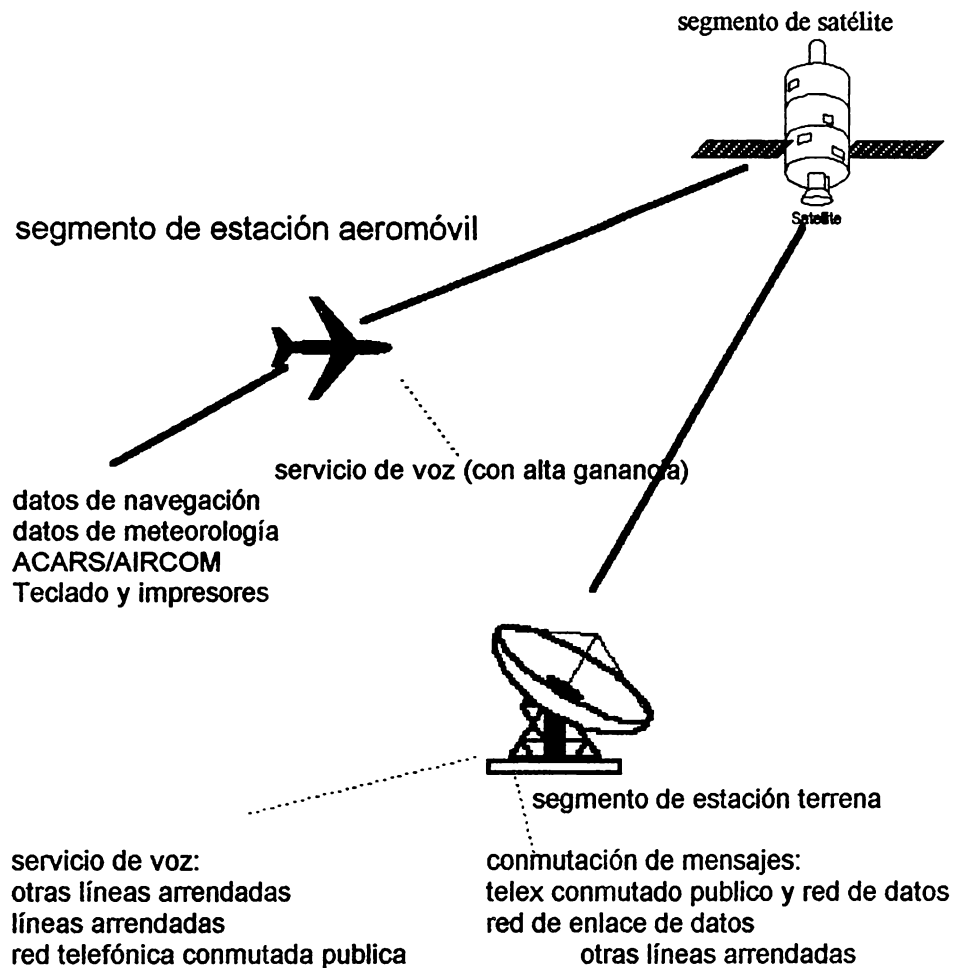 segmento de satélite
Satellite
segmento de estación aeromóvil
servicio de voz (con alta ganancia)
datos de navegación
datos de meteorología
ACARS/AIRCOM
Teclado y impresores
segmento de estación terrena
servicio de voz:
otras líneas arrendadas
líneas arrendadas
red telefónica conmutada publica
conmutación de mensajes:
telex conmutado publico y red de datos
red de enlace de datos
otras líneas arrendadas